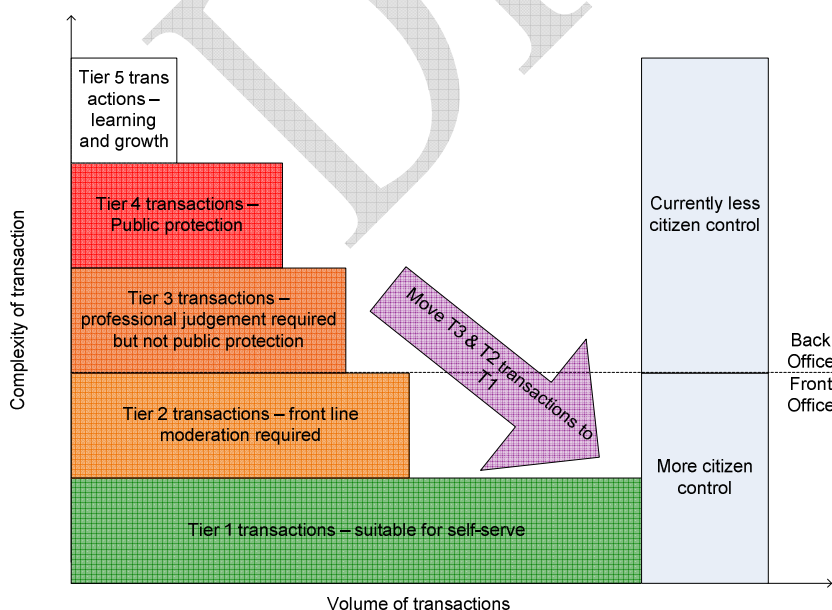 Tier 5 trans
actions –
learning
and growth
Tier 4 transactions –
Public protection
Tier 3 transactions –
professional judgement required
but not public protection
Tier 2 transactions – front line
moderation required
Tier 1 transactions – suitable for self-serve
Move T3 & T2 transactions to
T1
Currently less
citizen control
More citizen
control
Back
Office
Front
Office
Complexity of transaction
Volume of transactions